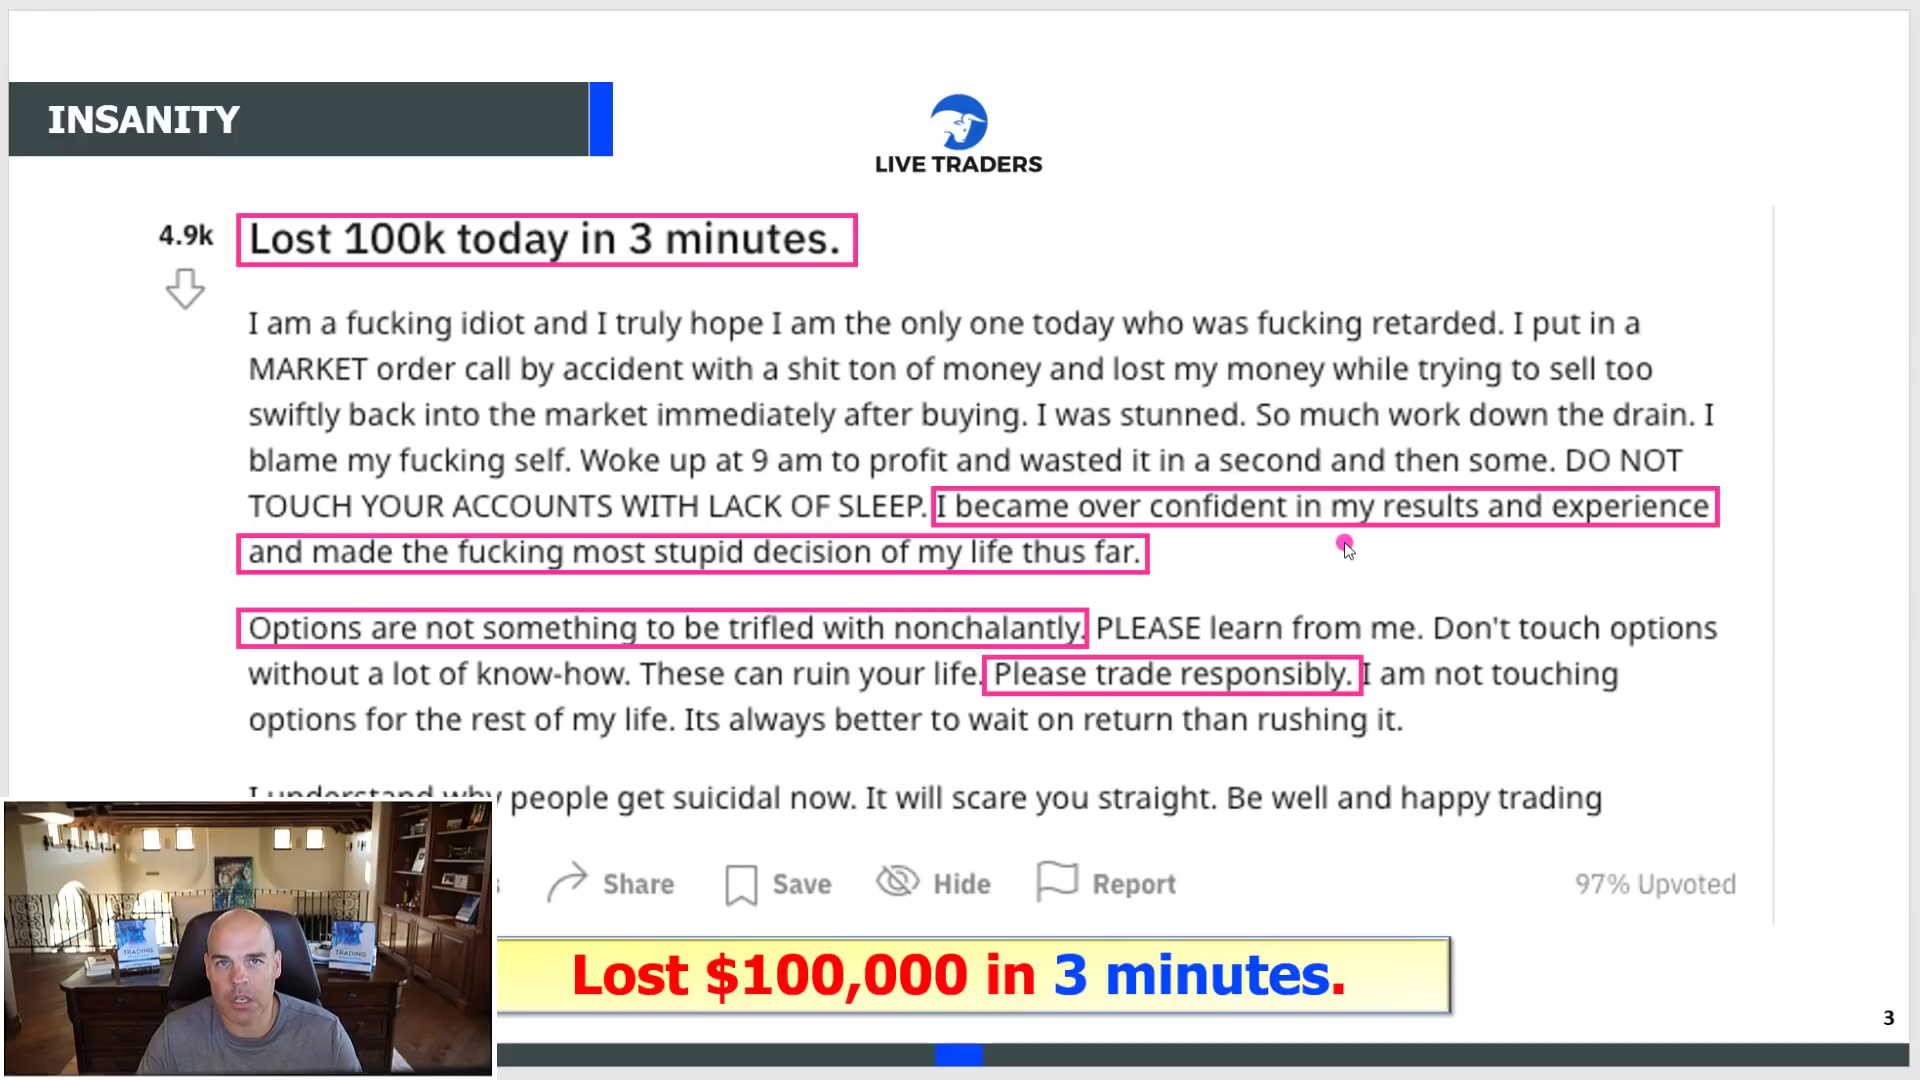 INSANITY
LIVE TRADERS
4.9k
Lost 100k today in 3 minutes.
I am a fucking idiot and I truly hope I am the only one today who was fucking retarded. I put in a
MARKET order call by accident with a shit ton of money and lost my money while trying to sell too
swiftly back into the market immediately after buying. I was stunned. So much work down the drain. I
blame my fucking self. Woke up at 9 am to profit and wasted it in a second and then some. DO NOT
TOUCH YOUR ACCOUNTS WITH LACK OF SLEEP. I became over confident in my results and experience
and made the fucking most stupid decision of my life thus far.
Options are not something to be trifled with nonchalantly. PLEASE learn from me. Don't touch options
without a lot of know-how. These can ruin your life. Please trade responsibly. I am not touching
options for the rest of my life. Its always better to wait on return than rushing it.
I understand why people get suicidal now. It will scare you straight. Be well and happy trading
Share Save Hide Report 97% Upvoted
TRADING
TRADING
Lost $100,000 in 3 minutes.
3